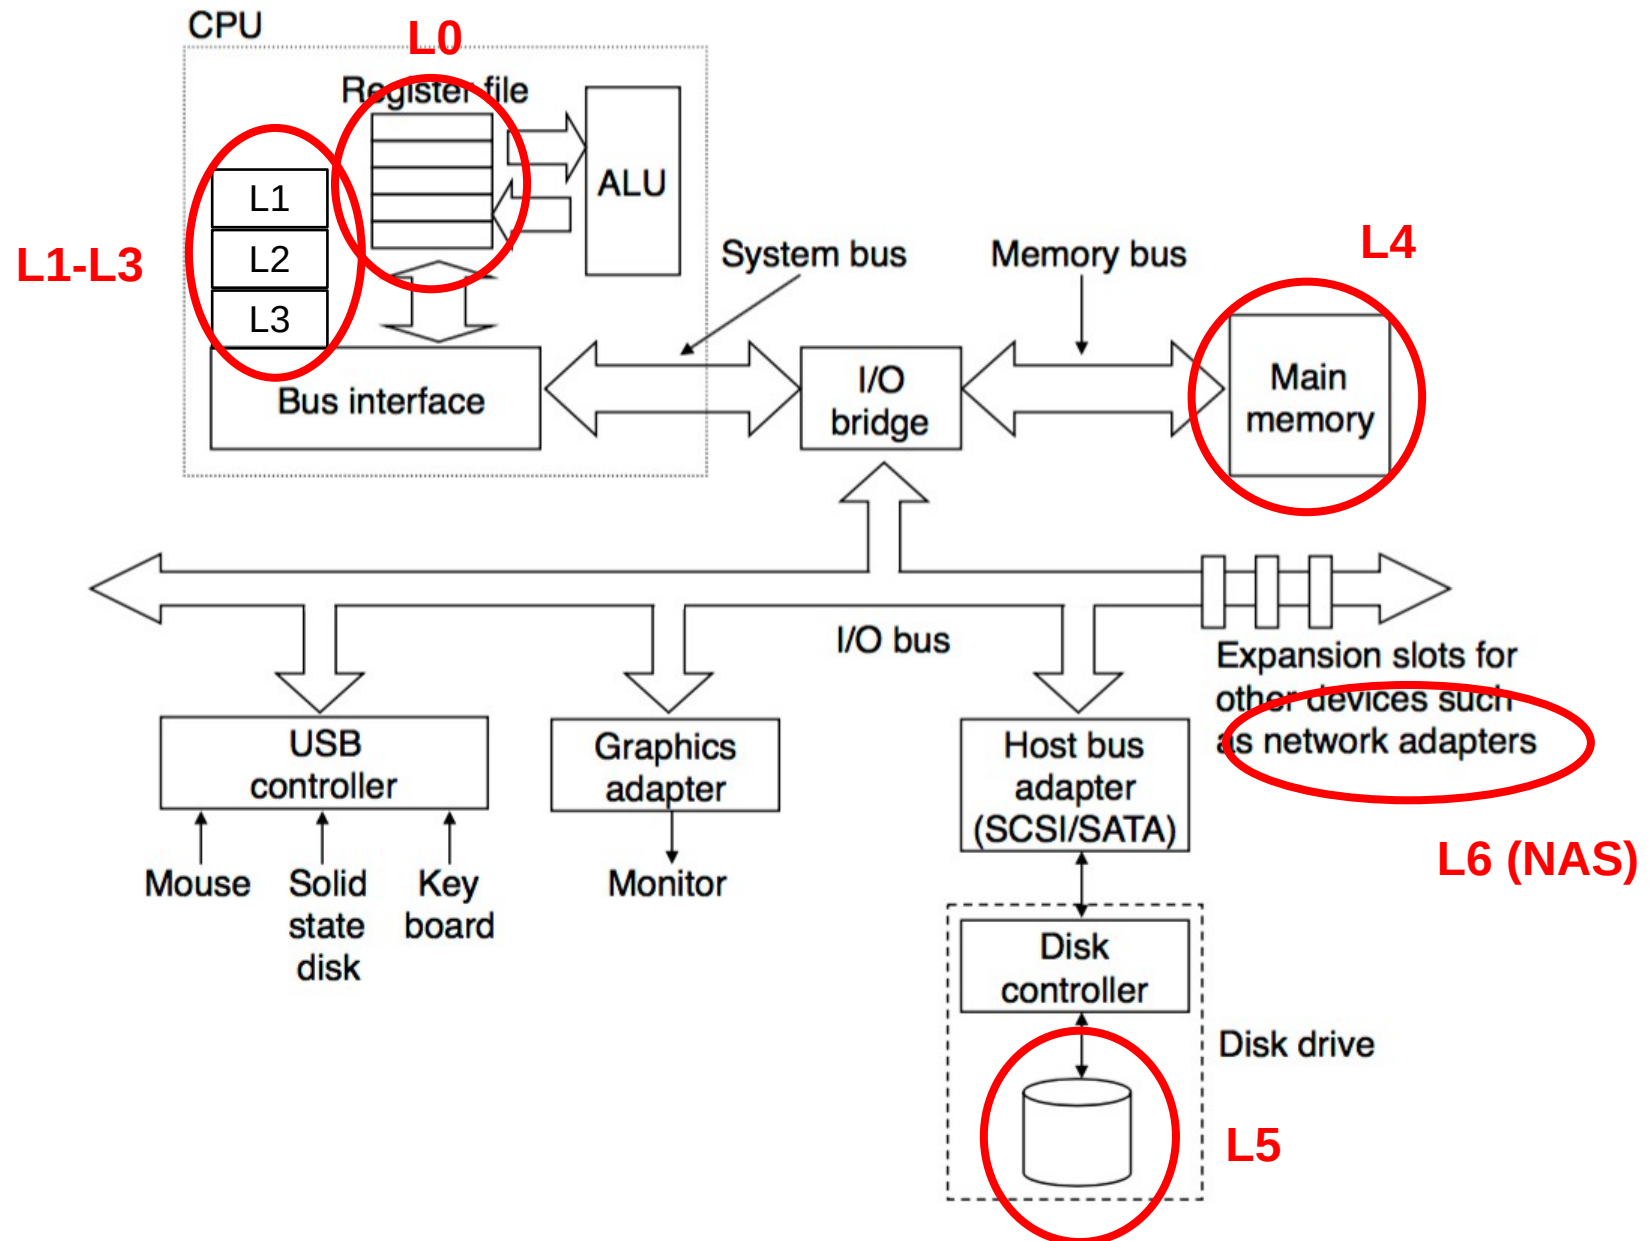 CPU
L0
Register file
ALU
L1
L2
L3
L1-L3
System bus
Memory bus
L4
Bus interface
I/O
bridge
Main
memory
I/O bus
Expansion slots for
other devices such
as network adapters
USB
controller
Graphics
adapter
Host bus
adapter
(SCSI/SATA)
L6 (NAS)
Mouse
Solid
state
disk
Key
board
Monitor
Disk
controller
Disk drive
L5